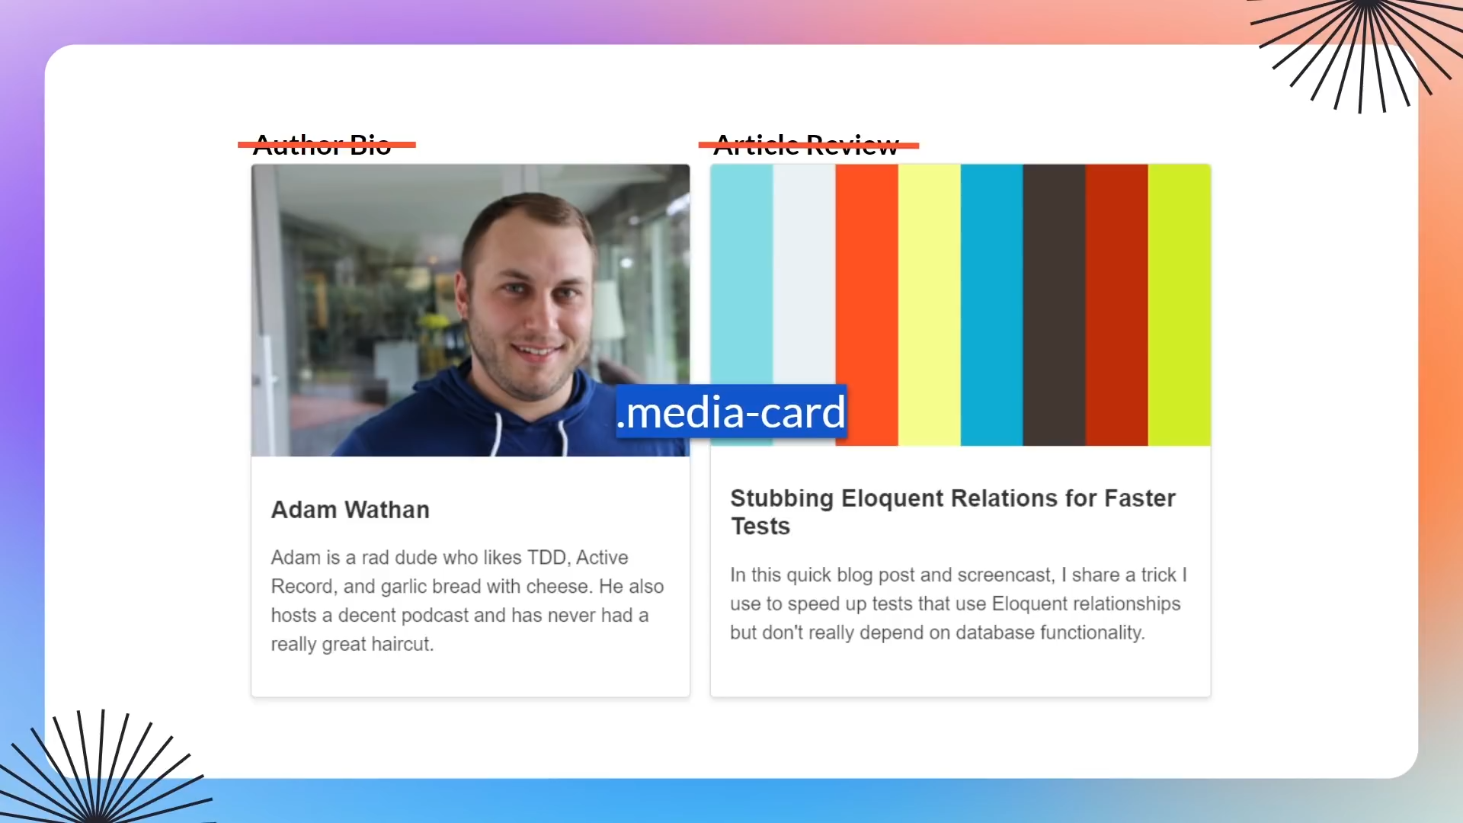 Author Bio
Article Review
.media-card
Adam Wathan
Adam is a rad dude who likes TDD, Active
Record, and garlic bread with cheese. He also
hosts a decent podcast and has never had a
really great haircut.
Stubbing Eloquent Relations for Faster
Tests
In this quick blog post and screencast, I share a trick I
use to speed up tests that use Eloquent relationships
but don't really depend on database functionality.